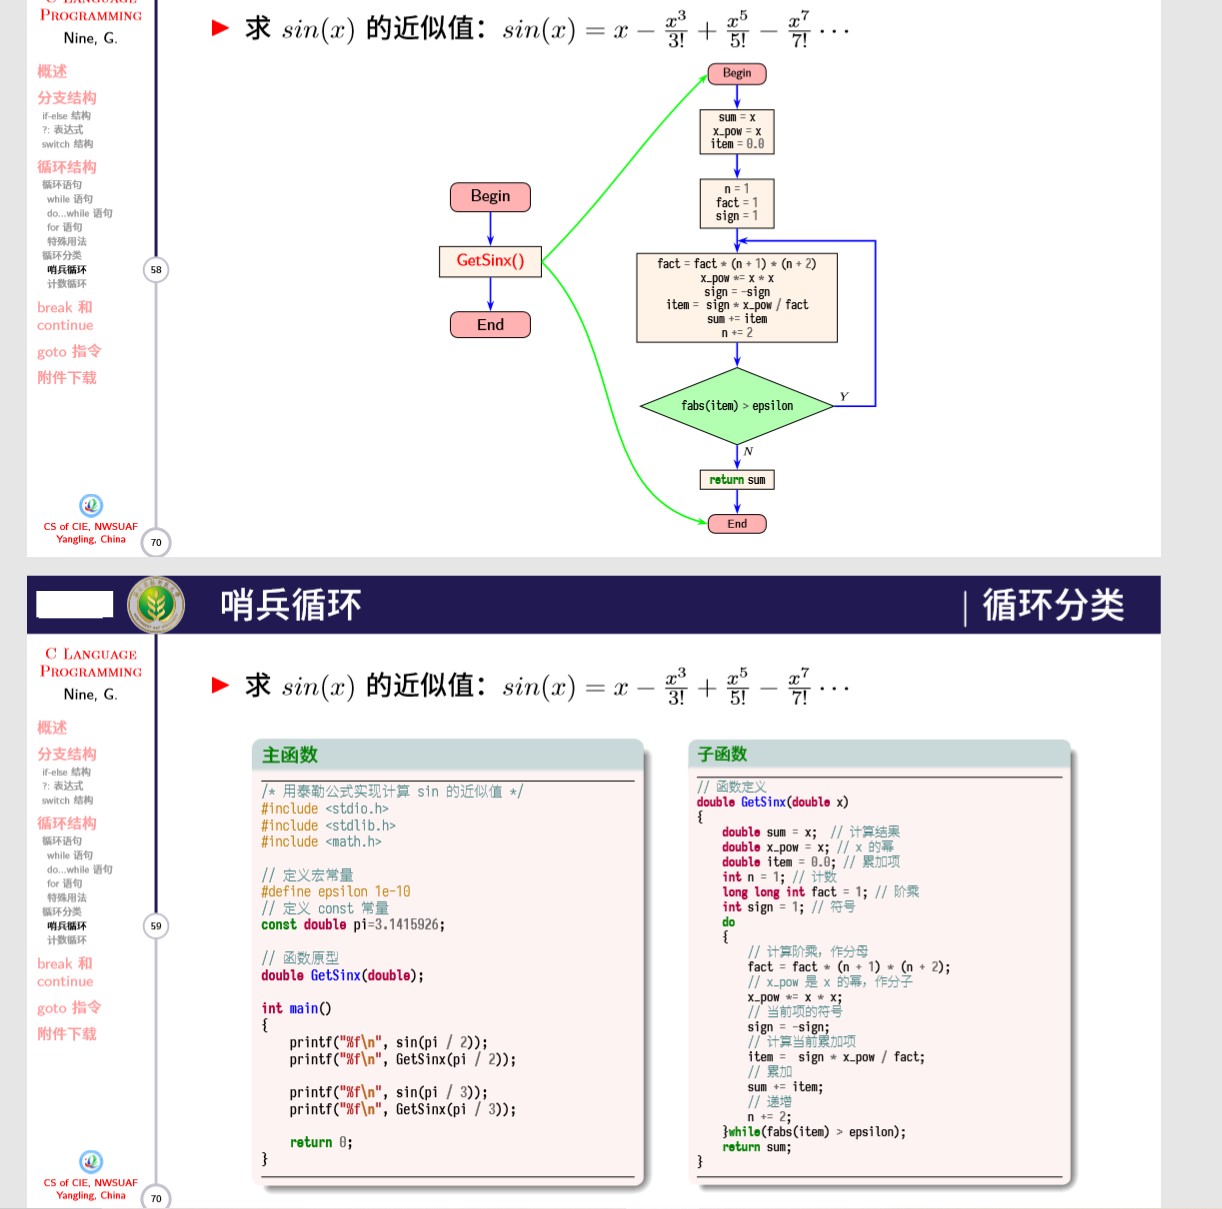 C Language
Programming
Nine, G.
概述
分支结构
if-else 结构
?: 表达式
switch 结构
循环结构
循环语句
while 语句
do...while 语句
for 语句
特殊用法
循环分类
哨兵循环
计数循环
break 和
continue
goto 指令
附件下载
CS of CIE, NWSUAF
Yangling, China
58
70
求 sin(x) 的近似值：sin(x) = x − x³/3! + x⁵/5! − x⁷/7! ···
Begin
GetSinx()
End
Begin
sum = x
x_pow = x
item = 0.0
n = 1
fact = 1
sign = 1
fact = fact * (n + 1) * (n + 2)
x_pow *= x * x
sign = -sign
item = sign * x_pow / fact
sum += item
n += 2
fabs(item) > epsilon
Y
N
return sum
End
哨兵循环
| 循环分类
C Language
Programming
Nine, G.
概述
分支结构
if-else 结构
?: 表达式
switch 结构
循环结构
循环语句
while 语句
do...while 语句
for 语句
特殊用法
循环分类
哨兵循环
计数循环
break 和
continue
goto 指令
附件下载
CS of CIE, NWSUAF
Yangling, China
59
70
求 sin(x) 的近似值：sin(x) = x − x³/3! + x⁵/5! − x⁷/7! ···
主函数
/* 用泰勒公式实现计算 sin 的近似值 */
#include <stdio.h>
#include <stdlib.h>
#include <math.h>
// 定义宏常量
#define epsilon 1e-10
// 定义 const 常量
const double pi=3.1415926;
// 函数原型
double GetSinx(double);
int main()
{
printf("%f\n", sin(pi / 2));
printf("%f\n", GetSinx(pi / 2));
printf("%f\n", sin(pi / 3));
printf("%f\n", GetSinx(pi / 3));
return 0;
}
子函数
// 函数定义
double GetSinx(double x)
{
double sum = x; // 计算结果
double x_pow = x; // x 的幂
double item = 0.0; // 累加项
int n = 1; // 计数
long long int fact = 1; // 阶乘
int sign = 1; // 符号
do
{
// 计算阶乘，作分母
fact = fact * (n + 1) * (n + 2);
// x_pow 是 x 的幂，作分子
x_pow *= x * x;
// 当前项的符号
sign = -sign;
// 计算当前累加项
item = sign * x_pow / fact;
// 累加
sum += item;
// 递增
n += 2;
}while(fabs(item) > epsilon);
return sum;
}